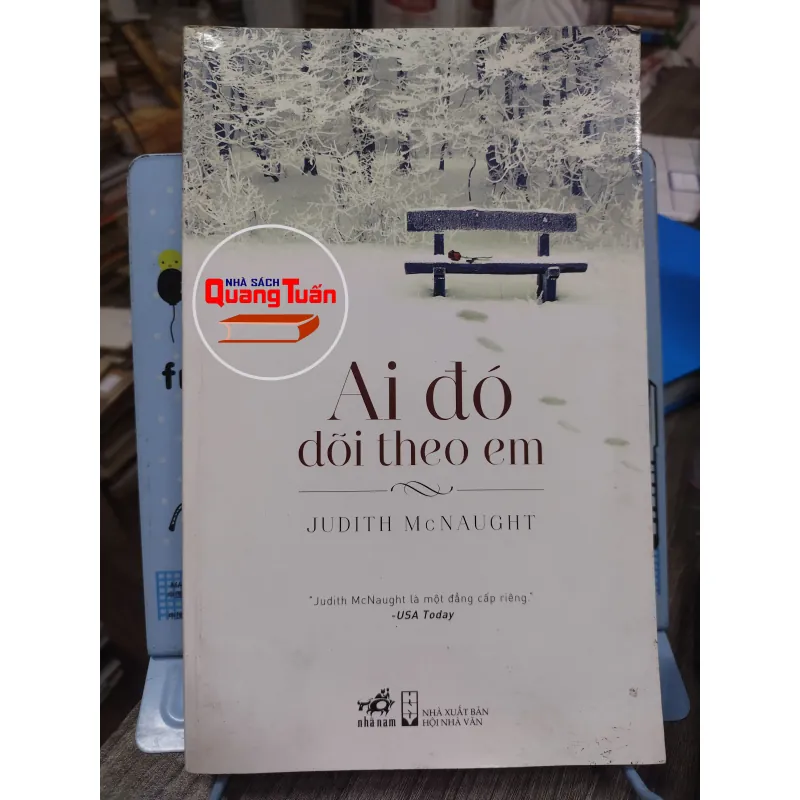 NHÀ SÁCH
Quang Tuấn
Ai đó
dõi theo em
JUDITH McNAUGHT
"Judith McNaught là một đẳng cấp riêng."
-USA Today
nhã nam
NHÀ XUẤT BẢN
HỘI NHÀ VĂN